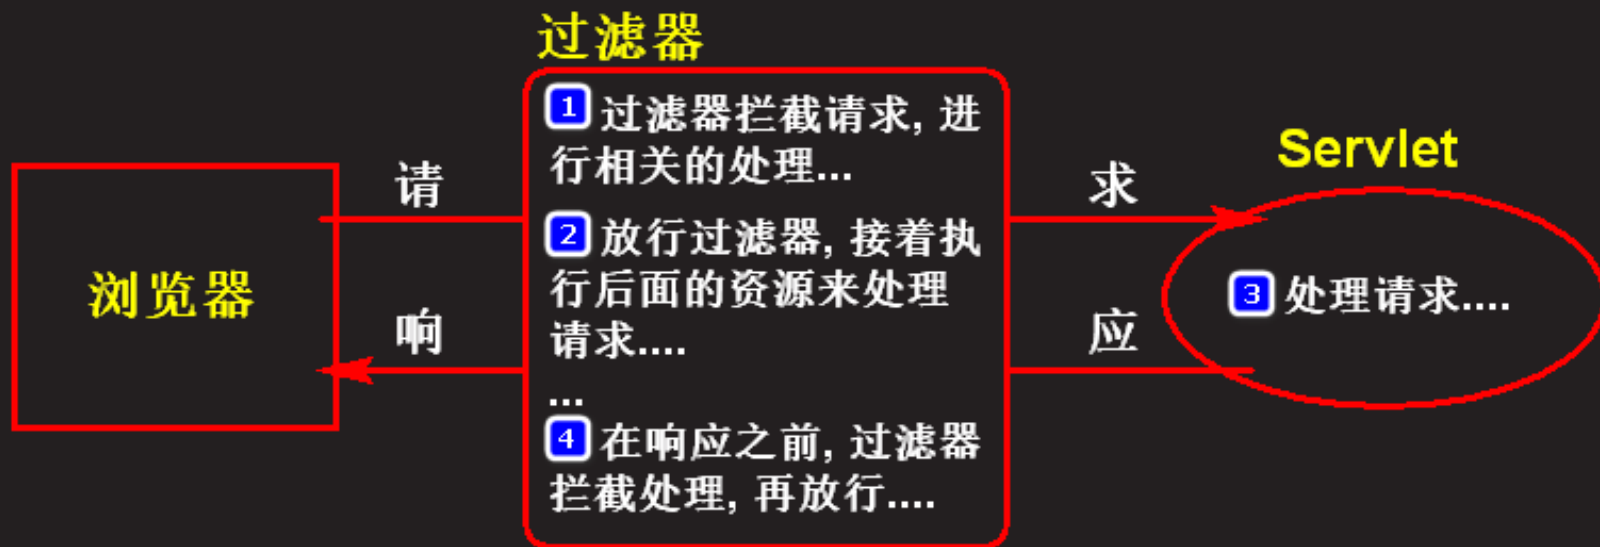 过滤器
1 过滤器拦截请求, 进
行相关的处理...
2 放行过滤器, 接着执
行后面的资源来处理
请求....
...
4 在响应之前, 过滤器
拦截处理, 再放行....
浏览器
请
求
响
应
Servlet
3 处理请求....